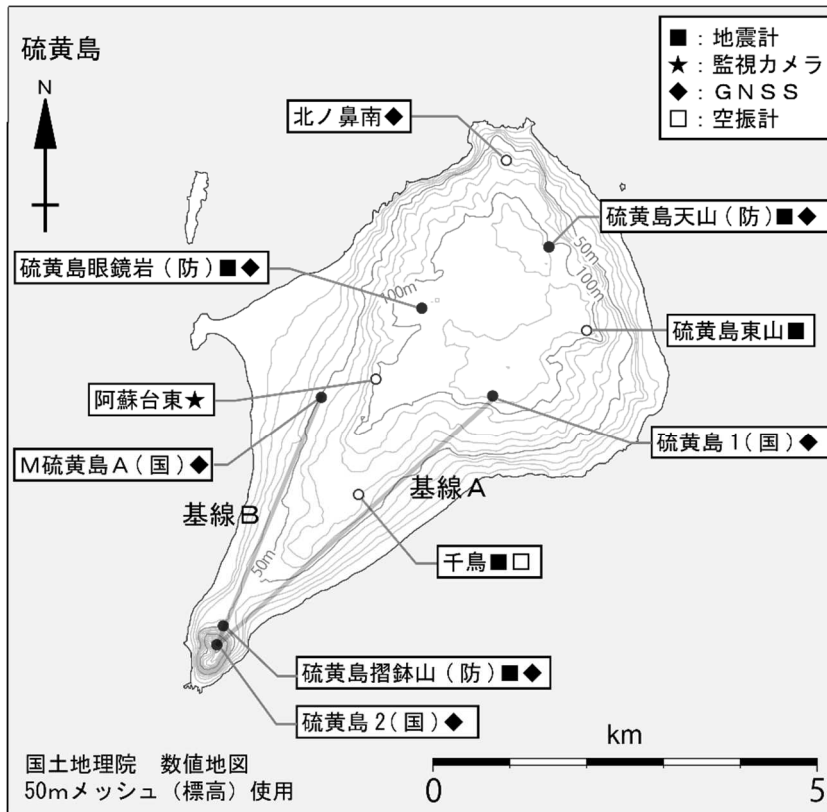 硫黄島
N
■：地震計
★：監視カメラ
◆：ＧＮＳＳ
□：空振計
北ノ鼻南◆
硫黄島天山（防）■◆
50m
100m
硫黄島眼鏡岩（防）■◆
100m
硫黄島東山■
阿蘇台東★
硫黄島1(国)◆
M硫黄島A(国)◆
基線A
基線B
50m
千鳥■□
硫黄島摺鉢山（防）■◆
硫黄島2(国)◆
km
国土地理院　数値地図
50mメッシュ（標高）使用
0
5